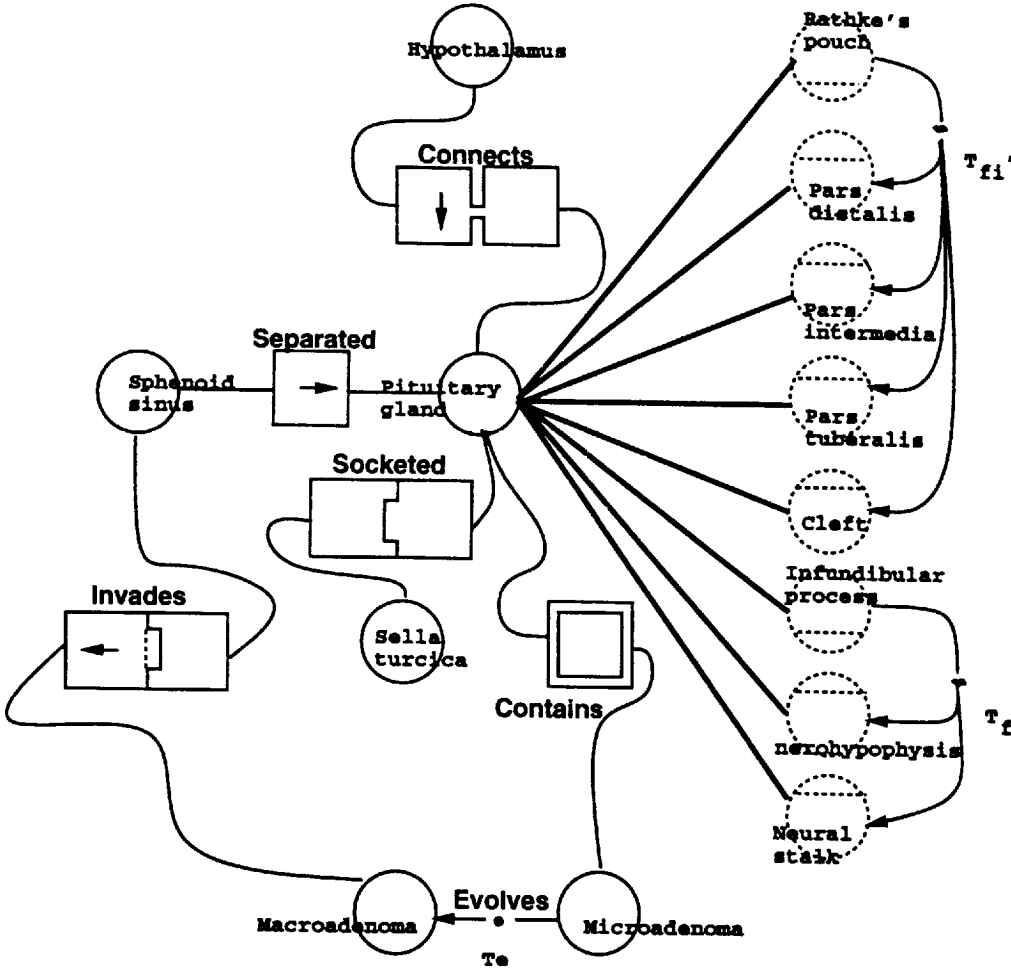 Rathke's
pouch
Hypothalamus
Connects
T fi'
Pars
distalis
Pars
intermedia
Separated
Sphenoid
sinus
Pituitary
gland
Pars
tuberalis
Socketed
Cleft
Infundibular
process
Invades
Sella
turcica
Contains
nerohypophysis
T f
Neural
stalk
Evolves
Macroadenoma
Microadenoma
Te